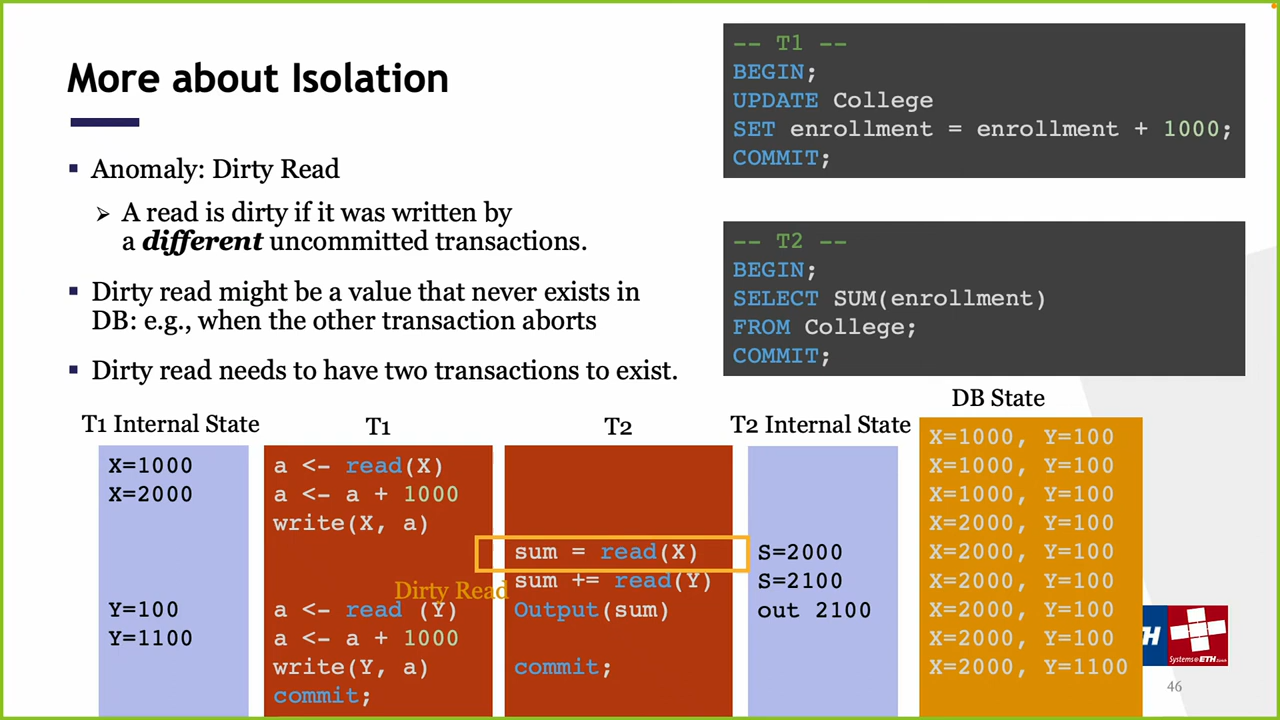 More about Isolation
▪ Anomaly: Dirty Read
➢ A read is dirty if it was written by
a different uncommitted transactions.
▪ Dirty read might be a value that never exists in
DB: e.g., when the other transaction aborts
▪ Dirty read needs to have two transactions to exist.
-- T1 --
BEGIN;
UPDATE College
SET enrollment = enrollment + 1000;
COMMIT;
-- T2 --
BEGIN;
SELECT SUM(enrollment)
FROM College;
COMMIT;
T1 Internal State
X=1000
X=2000
Y=100
Y=1100
T1
a <- read(X)
a <- a + 1000
write(X, a)
Dirty Read
a <- read (Y)
a <- a + 1000
write(Y, a)
commit;
T2
sum = read(X)
sum += read(Y)
Output(sum)
commit;
T2 Internal State
S=2000
S=2100
out 2100
DB State
X=1000, Y=100
X=1000, Y=100
X=1000, Y=100
X=2000, Y=100
X=2000, Y=100
X=2000, Y=100
X=2000, Y=100
X=2000, Y=100
X=2000, Y=1100
H
Systems@ETH Zürich
46